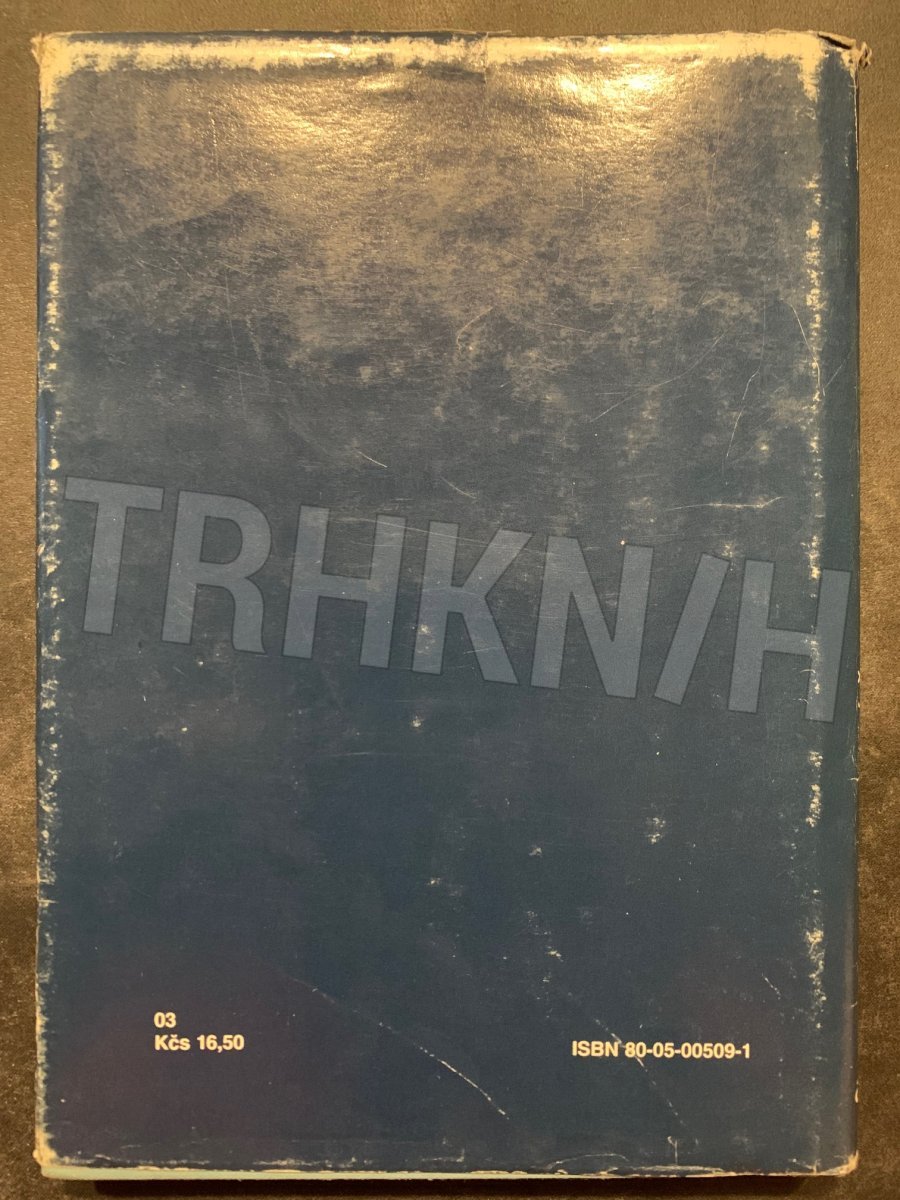 TRHKN/H
03
Kčs 16,50
ISBN 80-05-00509-1